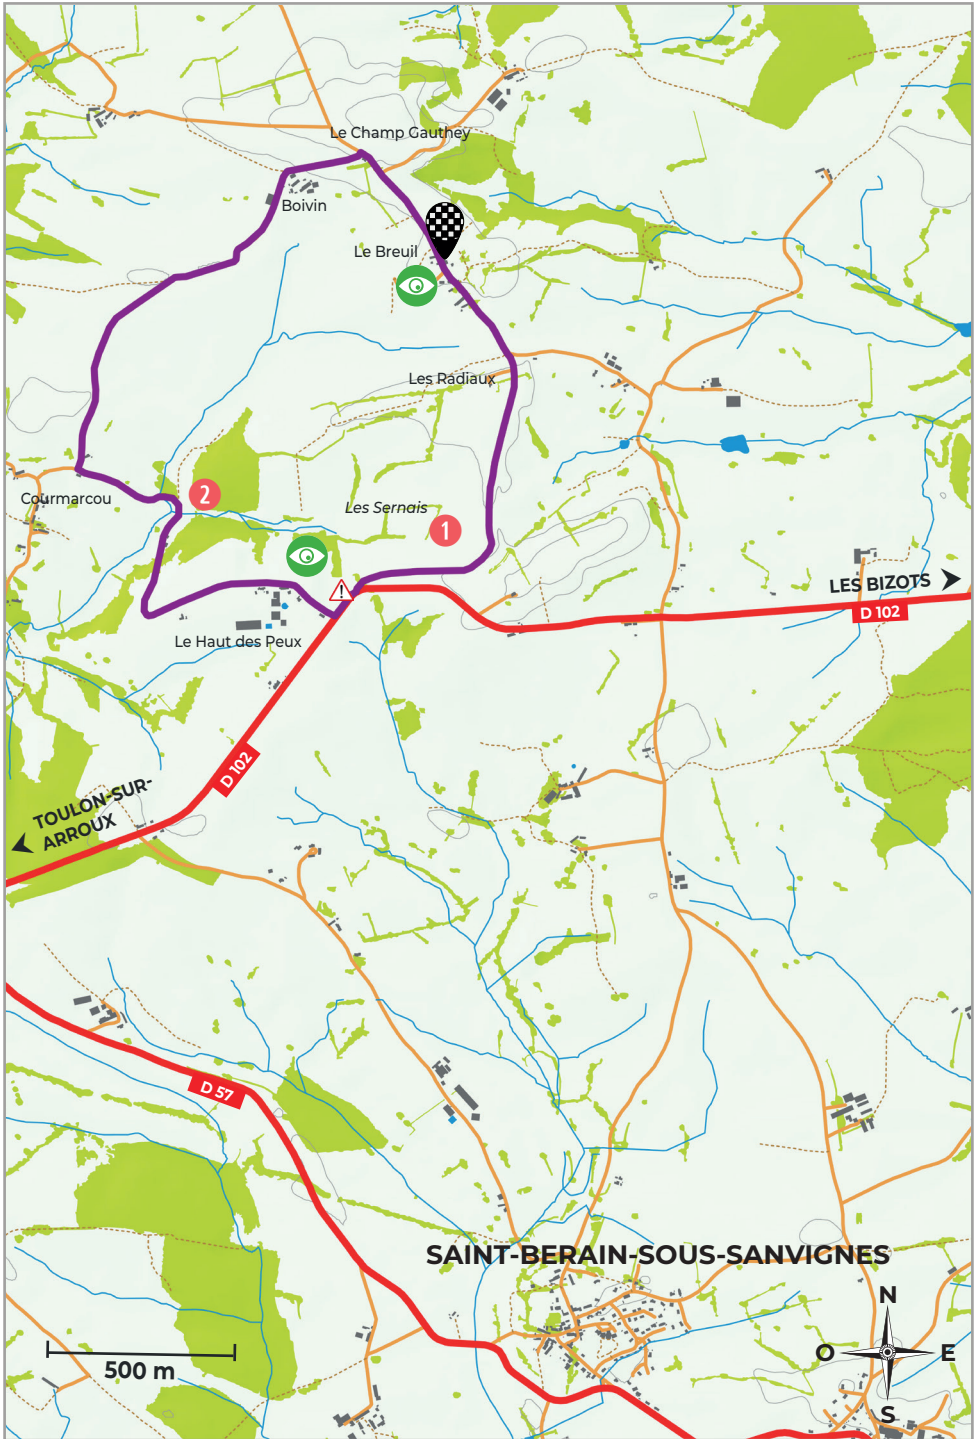 Le Champ Gauthey
Boivin
Le Breuil
Les Radiaux
2
Courmarcou
Les Sernais
1
!
LES BIZOTS
D 102
Le Haut des Peux
D 102
TOULON-SUR-
ARROUX
D 57
SAINT-BERAIN-SOUS-SANVIGNES
N
O
E
S
500 m